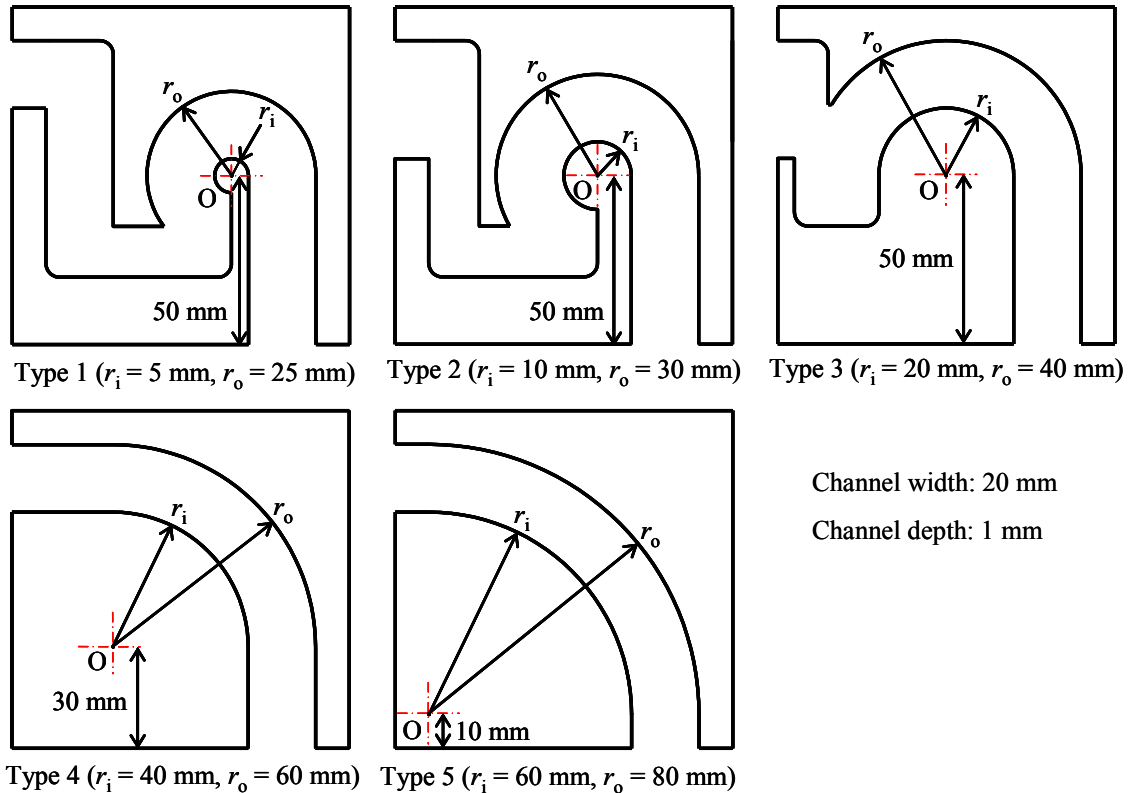 ro
ri
O
50 mm
Type 1 (ri = 5 mm, ro = 25 mm)
ro
ri
O
50 mm
Type 2 (ri = 10 mm, ro = 30 mm)
ro
ri
O
50 mm
Type 3 (ri = 20 mm, ro = 40 mm)
ri
ro
O
30 mm
Type 4 (ri = 40 mm, ro = 60 mm)
ri
ro
O
10 mm
Type 5 (ri = 60 mm, ro = 80 mm)
Channel width: 20 mm
Channel depth: 1 mm